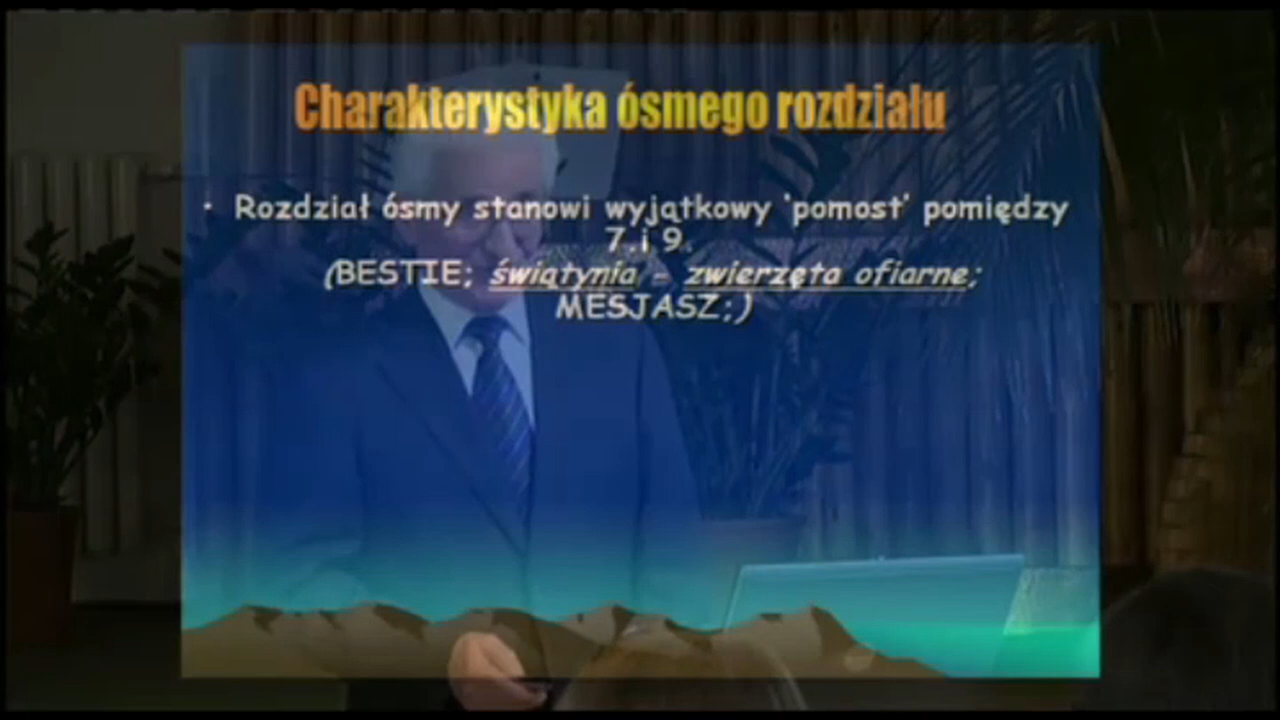 Charakterystyka ósmego rozdziału
• Rozdział ósmy stanowi wyjątkowy 'pomost' pomiędzy
7.i 9.
(BESTIE; świątynia – zwierzęta ofiarne;
MESJASZ;)